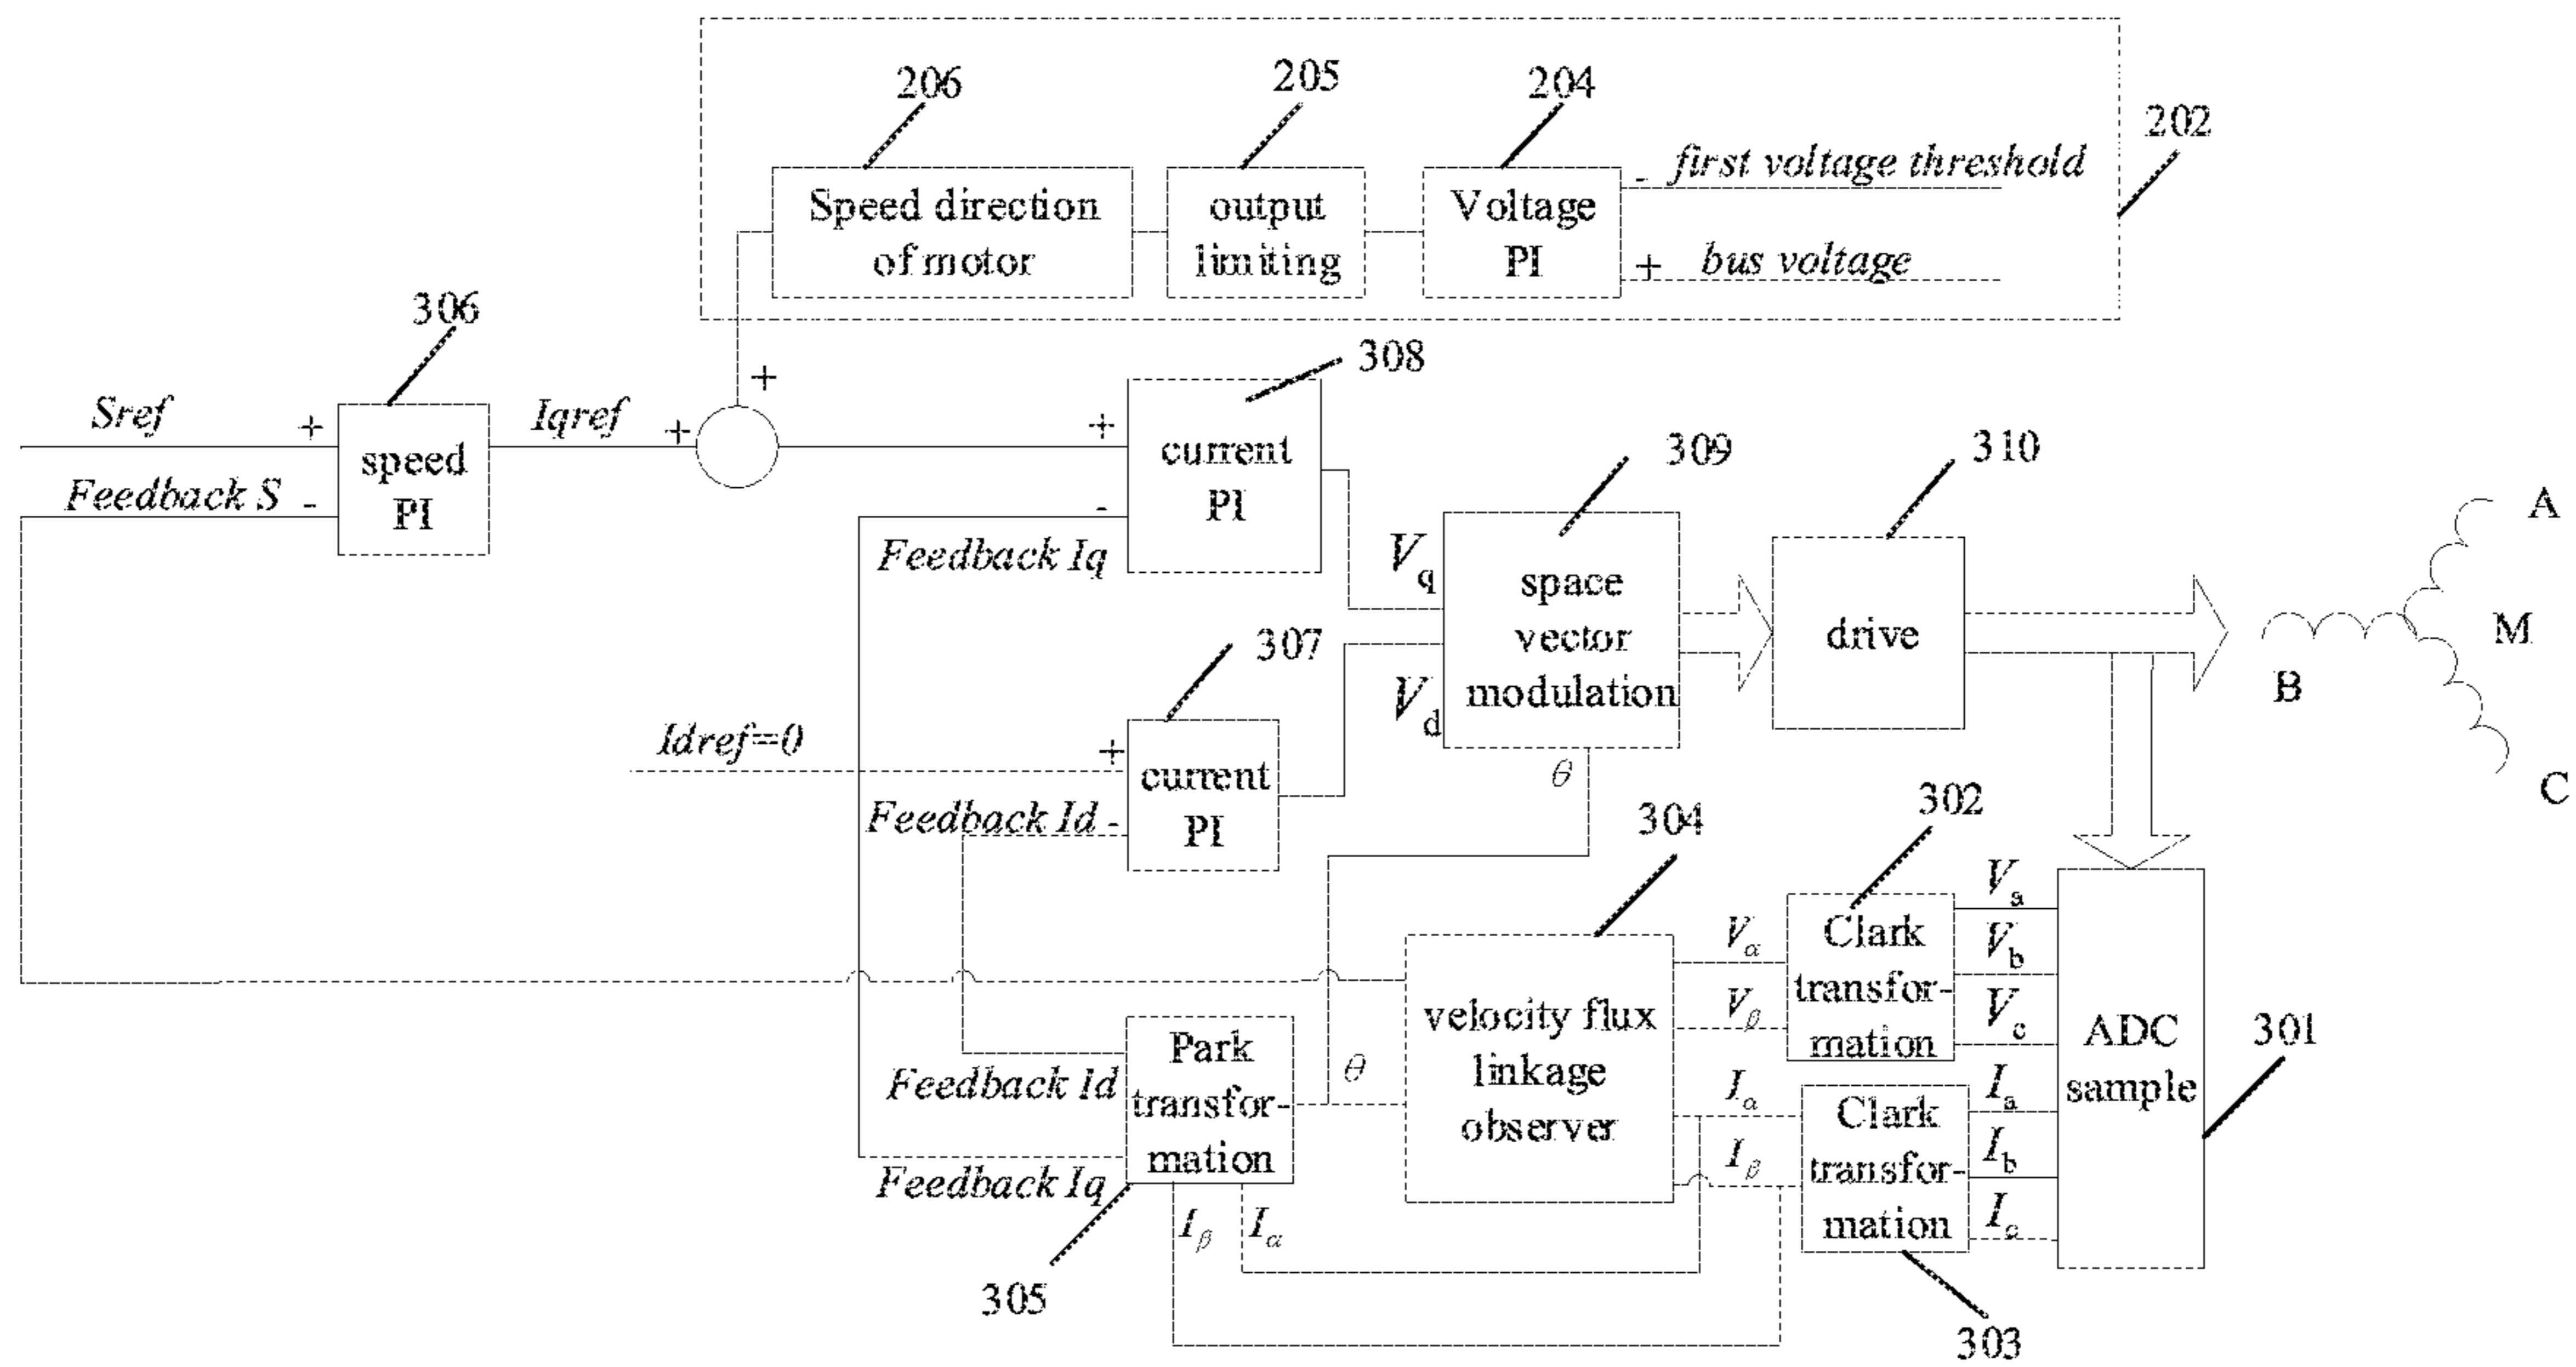 206
205
204
202
Speed direction
of motor
output
limiting
Voltage
PI
- first voltage threshold
+ bus voltage
306
308
+
Sref
+
speed
PI
Iqref
+
+
current
PI
309
310
Feedback S
-
-
Feedback Iq
Vq
Vd
space
vector
modulation
drive
A
M
B
C
307
Idref=0
+
current
PI
Feedback Id -
θ
304
302
Va
Vb
Vc
Clark
transfor-
mation
Vα
Vβ
velocity flux
linkage
observer
ADC
sample
301
Park
transfor-
mation
θ
Feedback Id
Feedback Iq
Iα
Iβ
Clark
transfor-
mation
Ia
Ib
Ic
Iβ
Iα
305
303